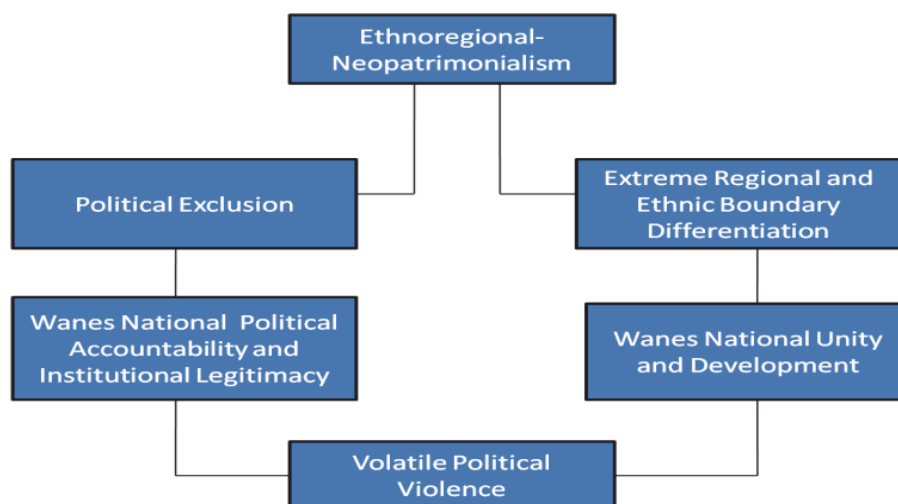 Ethnoregional-
Neopatrimonialism
Political Exclusion
Extreme Regional and
Ethnic Boundary
Differentiation
Wanes National Political
Accountability and
Institutional Legitimacy
Wanes National Unity
and Development
Volatile Political
Violence